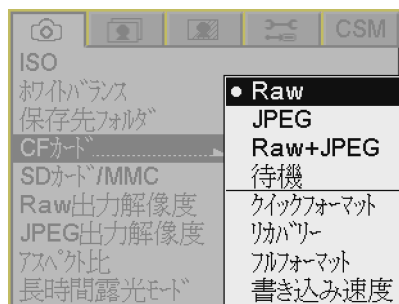 CSM
ISO
ﾎﾜｲﾄﾊﾞﾗﾝｽ
保存先ﾌｫﾙﾀﾞ
CFｶｰﾄﾞ
SDｶｰﾄﾞ/MMC
Raw出力解像度
JPEG出力解像度
ｱｽﾍﾟｸﾄ比
長時間露光ﾓｰﾄﾞ
Raw
JPEG
Raw+JPEG
待機
ｸｲｯｸﾌｫｰﾏｯﾄ
ﾘｶﾊﾞﾘｰ
ﾌﾙﾌｫｰﾏｯﾄ
書き込み速度